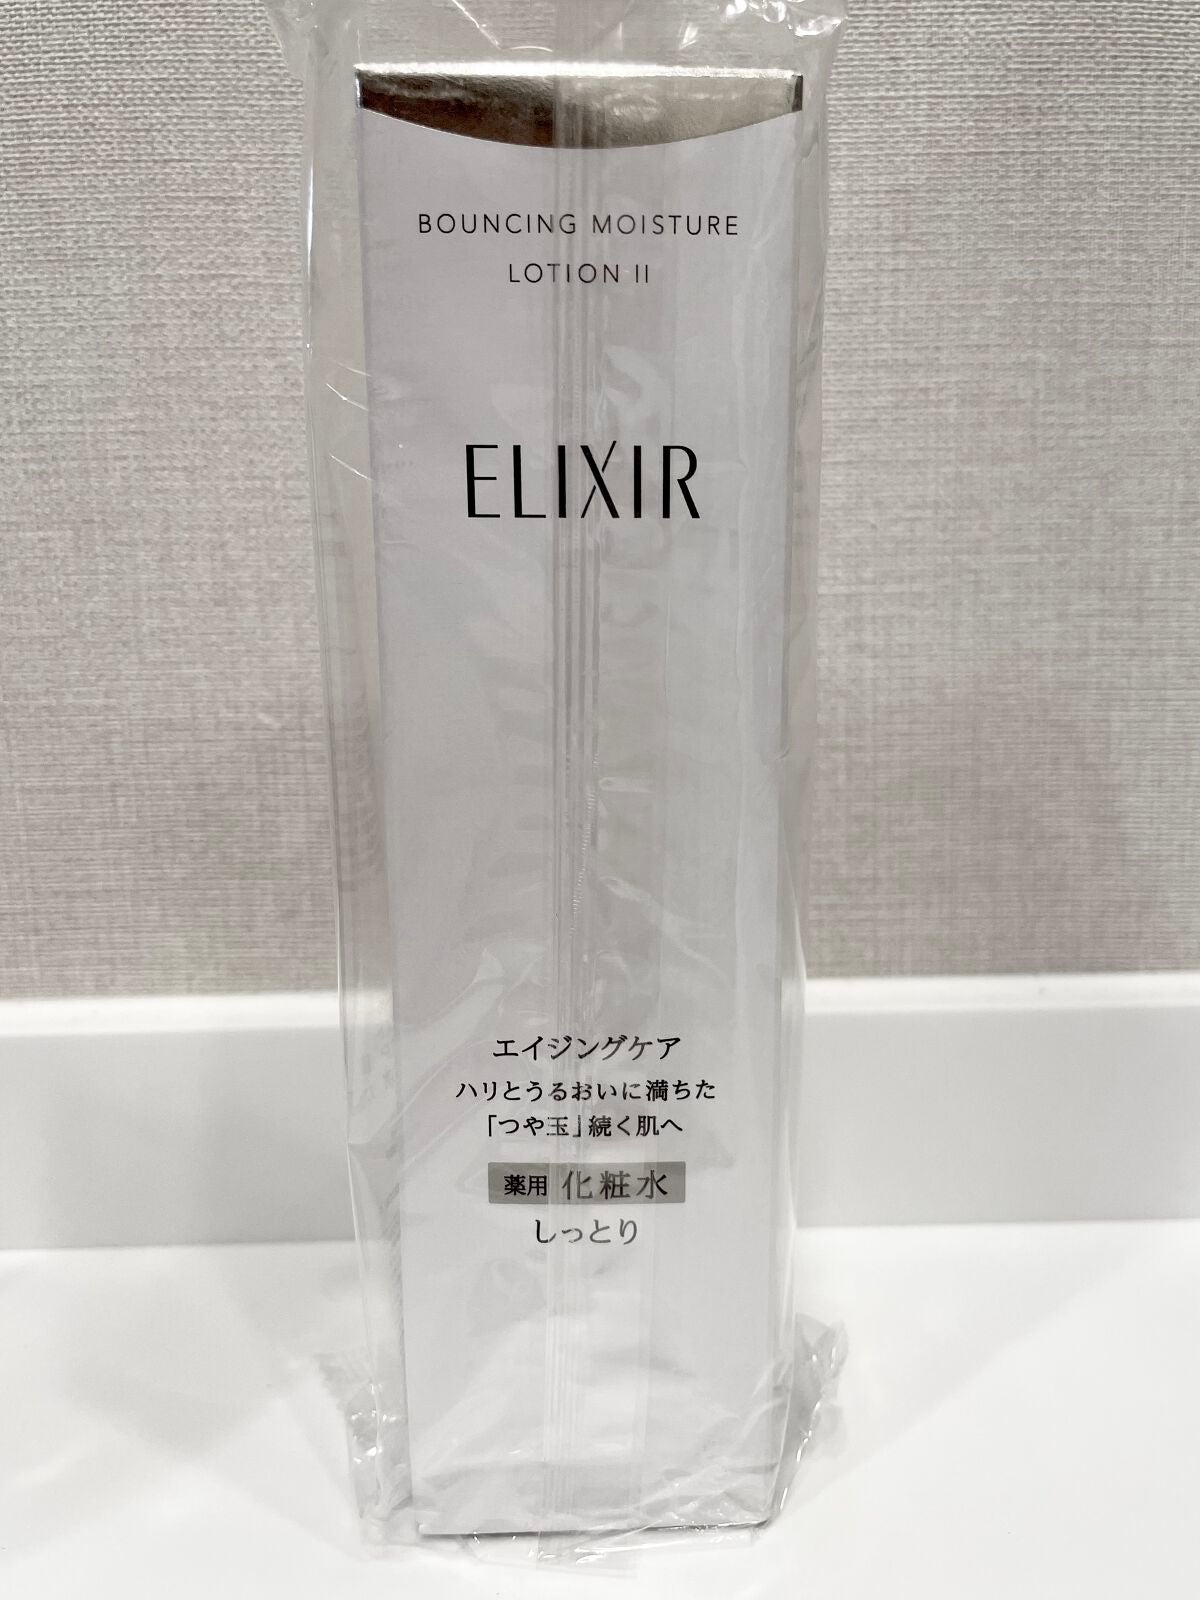 BOUNCING MOISTURE
LOTION II
ELIXIR
エイジングケア
ハリとうるおいに満ちた
「つや玉」続く肌へ
薬用 化粧水
しっとり